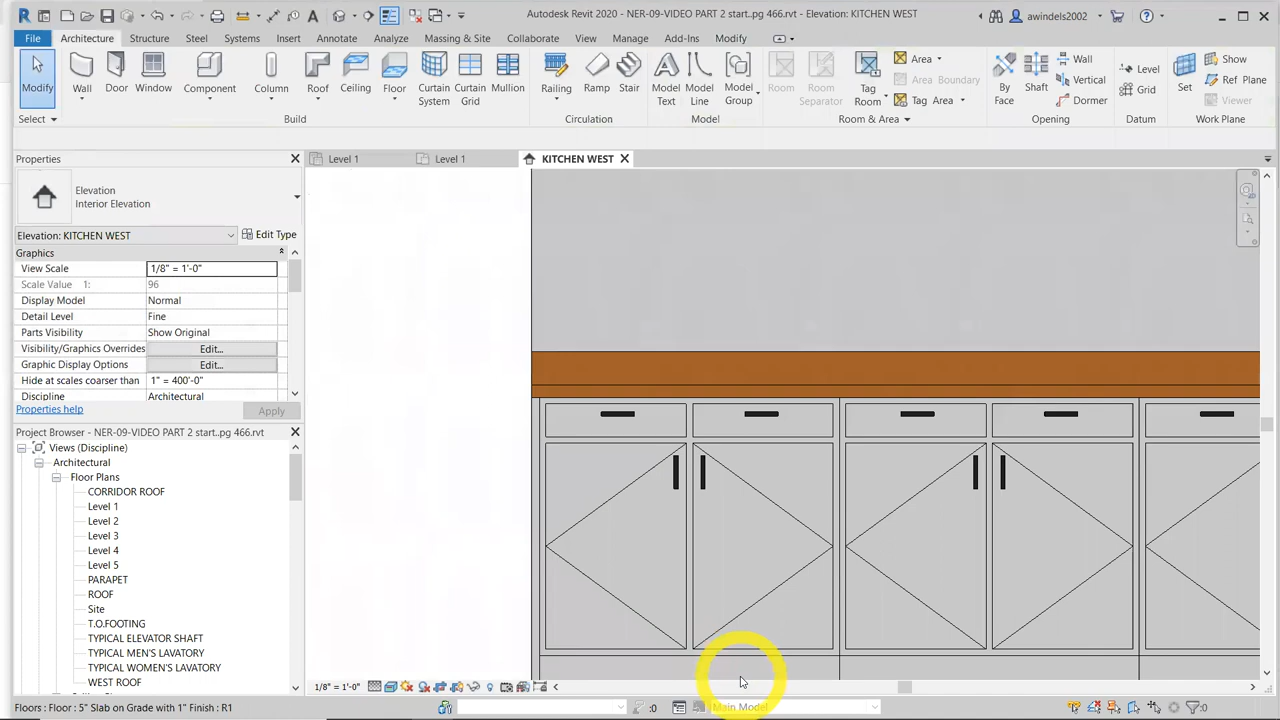 Autodesk Revit 2020 - NER-09-VIDEO PART 2 start..pg 466.rvt - Elevation: KITCHEN WEST
awindels2002
File Architecture Structure Steel Systems Insert Annotate Analyze Massing & Site Collaborate View Manage Add-Ins Modify
Modify Wall Door Window Component Column Roof Ceiling Floor Curtain System Curtain Grid Mullion Railing Ramp Stair Model Text Model Line Model Group Room Room Separator Tag Room
Area
Area Boundary
Tag Area
By Face Shaft
Wall
Vertical
Dormer
Level
Grid
Set
Show
Ref Plane
Viewer
Select Build Circulation Model Room & Area Opening Datum Work Plane
Properties
Level 1
Level 1
KITCHEN WEST
Elevation
Interior Elevation
Elevation: KITCHEN WEST Edit Type
Graphics
View Scale 1/8" = 1'-0"
Scale Value 1: 96
Display Model Normal
Detail Level Fine
Parts Visibility Show Original
Visibility/Graphics Overrides Edit...
Graphic Display Options Edit...
Hide at scales coarser than 1" = 400'-0"
Discipline Architectural
Properties help Apply
Project Browser - NER-09-VIDEO PART 2 start..pg 466.rvt
Views (Discipline)
Architectural
Floor Plans
CORRIDOR ROOF
Level 1
Level 2
Level 3
Level 4
Level 5
PARAPET
ROOF
Site
T.O.FOOTING
TYPICAL ELEVATOR SHAFT
TYPICAL MEN'S LAVATORY
TYPICAL WOMEN'S LAVATORY
WEST ROOF
1/8" = 1'-0"
Floors : Floor : 5" Slab on Grade with 1" Finish : R1
:0
Main Model
:0